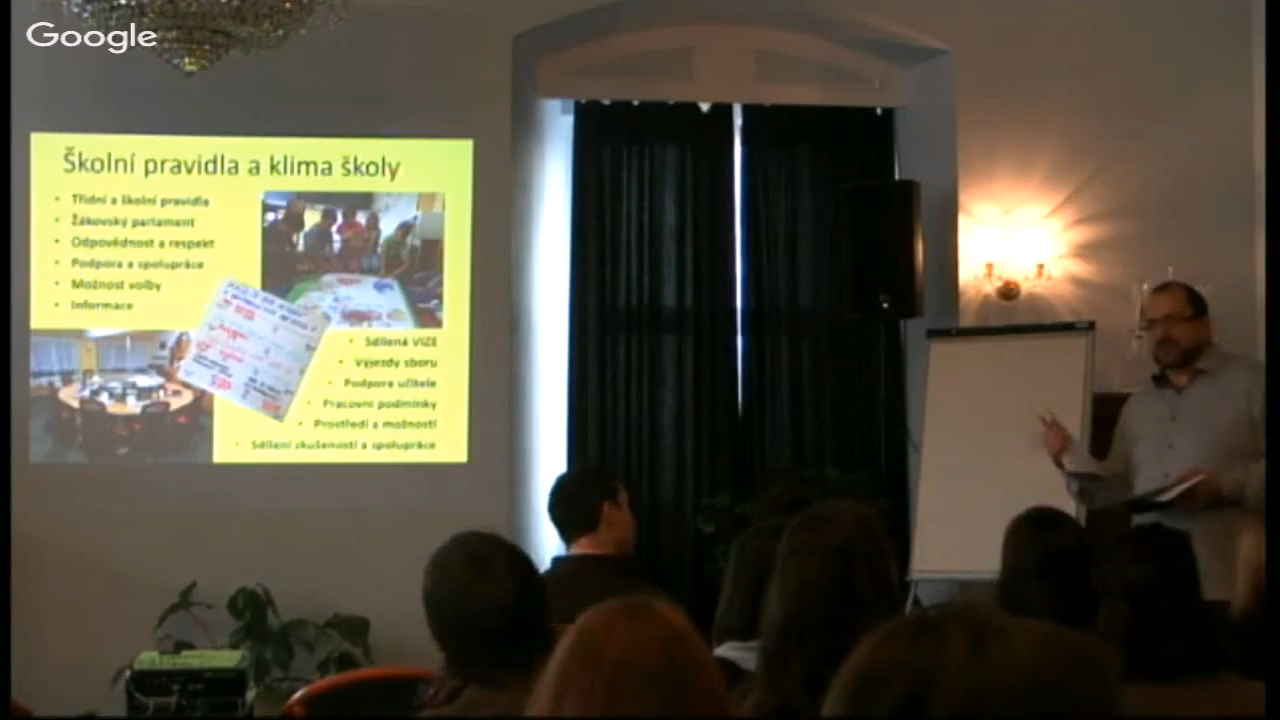 Google
Školní pravidla a klima školy
• Třídní a školní pravidla
• Žákovský parlament
• Odpovědnost a respekt
• Podpora a spolupráce
• Možnost volby
• Informace
• Sdílená VIZE
• Výjezdy sboru
• Podpora učitele
• Pracovní podmínky
• Prostředí a možnosti
• Sdílení zkušeností a spolupráce